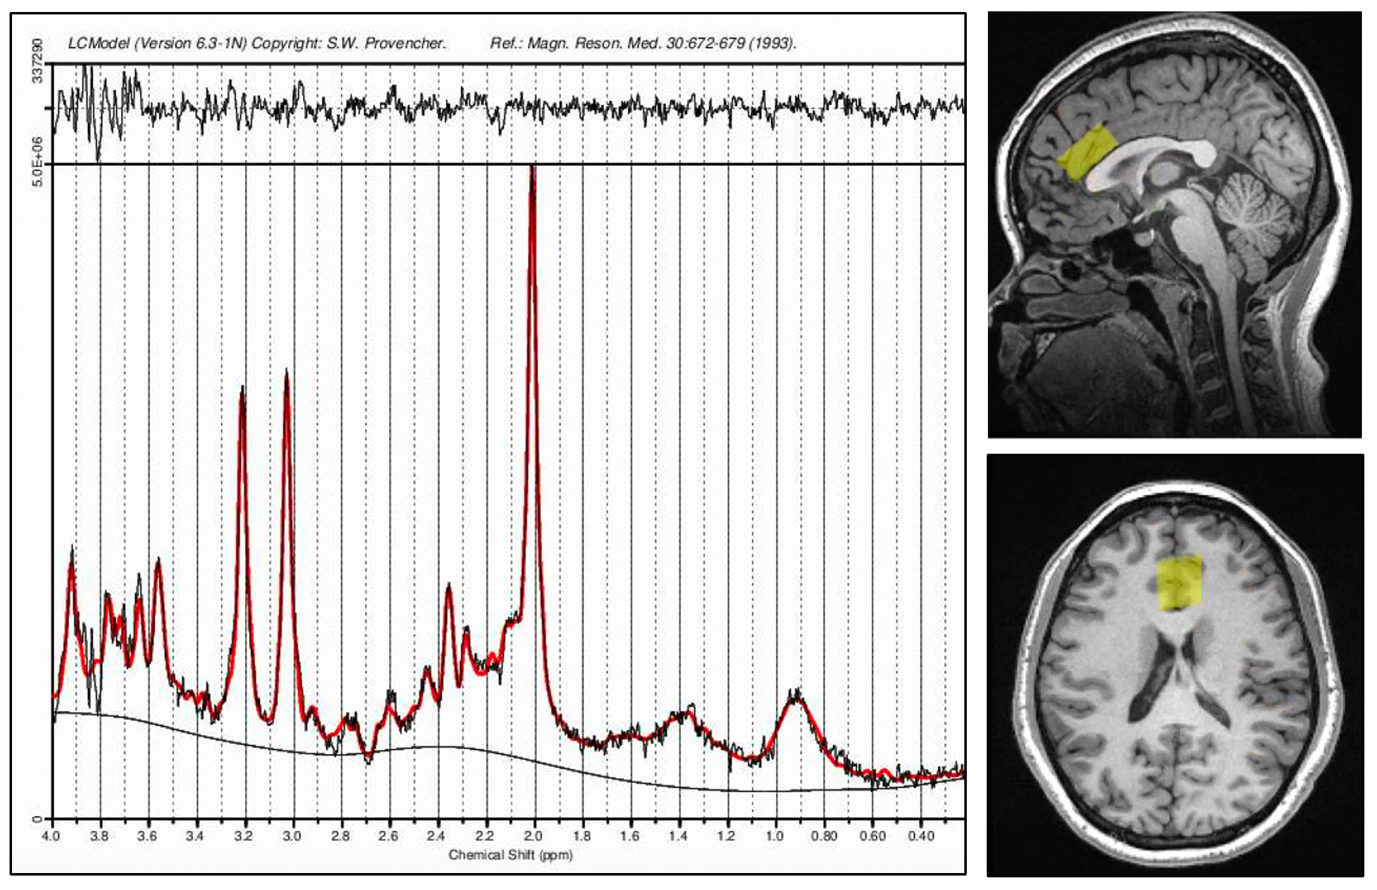 LCModel (Version 6.3-1N) Copyright: S.W. Provencher. Ref.: Magn. Reson. Med. 30:672-679 (1993).
337290
5.0E+06
0
4.0 3.8 3.6 3.4 3.2 3.0 2.8 2.6 2.4 2.2 2.0 1.8 1.6 1.4 1.2 1.0 0.80 0.60 0.40
Chemical Shift (ppm)